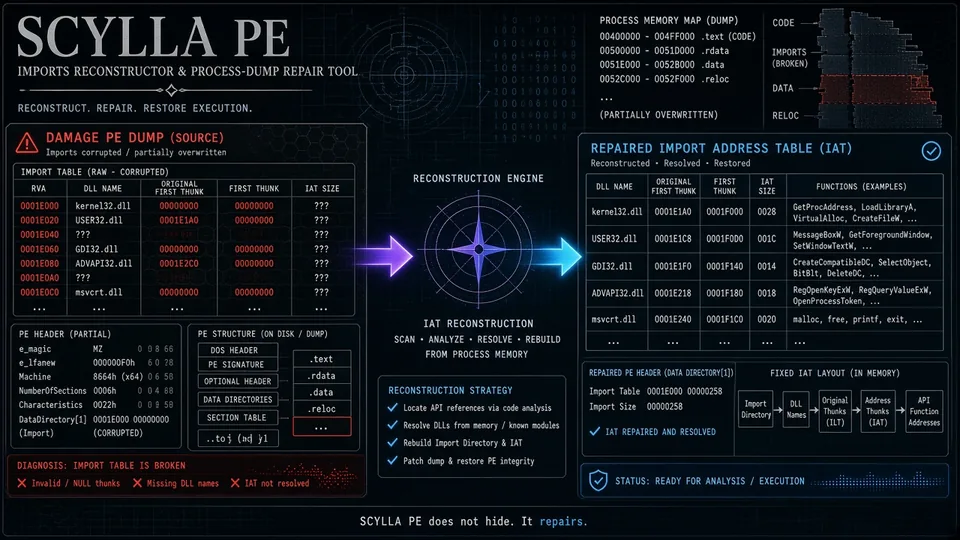 SCYLLA PE
IMPORTS RECONSTRUCTOR & PROCESS-DUMP REPAIR TOOL
RECONSTRUCT. REPAIR. RESTORE EXECUTION.
PROCESS MEMORY MAP (DUMP)
00400000 - 004FF000 .text (CODE)
00500000 - 0051D000 .rdata
0051E000 - 0052B000 .data
0052C000 - 0052F000 .reloc
...
(PARTIALLY OVERWRITTEN)
CODE
IMPORTS
(BROKEN)
DATA
RELOC
DAMAGE PE DUMP (SOURCE)
Imports corrupted / partially overwritten
IMPORT TABLE (RAW - CORRUPTED)
RVA DLL NAME ORIGINAL FIRST THUNK FIRST THUNK IAT SIZE
0001E000 kernel32.dll 00000000 00000000 ???
0001E020 USER32.dll 0001E1A0 00000000 ???
0001E040 ??? ???
0001E060 GDI32.dll 00000000 00000000 ???
0001E080 ADVAPI32.dll 0001E2C0 00000000 ???
0001E0A0 ??? ???
0001E0C0 msvcrt.dll 00000000 00000000 ???
... ... ... ... ...
PE HEADER (PARTIAL)
e_magic MZ
e_lfanew 000000F0h
Machine 8664h (x64)
NumberOfSections 0006h
Characteristics 0022h
DataDirectory[1] 0001E000 00000000
(Import) (CORRUPTED)
PE STRUCTURE (ON DISK / DUMP)
DOS HEADER
PE SIGNATURE
OPTIONAL HEADER
DATA DIRECTORIES
SECTION TABLE
.text
.rdata
.data
.reloc
...
DIAGNOSIS: IMPORT TABLE IS BROKEN
Invalid / NULL thunks
Missing DLL names
IAT not resolved
RECONSTRUCTION ENGINE
IAT RECONSTRUCTION
SCAN • ANALYZE • RESOLVE • REBUILD
FROM PROCESS MEMORY
RECONSTRUCTION STRATEGY
Locate API references via code analysis
Resolve DLLs from memory / known modules
Rebuild Import Directory & IAT
Patch dump & restore PE integrity
REPAIRED IMPORT ADDRESS TABLE (IAT)
Reconstructed • Resolved • Restored
DLL NAME ORIGINAL FIRST THUNK FIRST THUNK IAT SIZE FUNCTIONS (EXAMPLES)
kernel32.dll 0001E1A0 0001F000 0028 GetProcAddress, LoadLibraryA,
VirtualAlloc, CreateFileW, ...
USER32.dll 0001E1C8 0001F0D0 001C MessageBoxW, GetForegroundWindow,
SetWindowTextW, ...
GDI32.dll 0001E1F0 0001F140 0014 CreateCompatibleDC, SelectObject,
BitBlt, DeleteDC, ...
ADVAPI32.dll 0001E218 0001F180 0018 RegOpenKeyExW, RegQueryValueExW,
OpenProcessToken, ...
msvcrt.dll 0001E240 0001F1C0 0020 malloc, free, printf, exit, ...
... ... ... ... ...
REPAIRED PE HEADER (DATA DIRECTORY[1])
Import Table 0001E000 00000258
Import Size 00000258
IAT REPAIRED AND RESOLVED
FIXED IAT LAYOUT (IN MEMORY)
Import Directory
DLL Names
Original Thunks (ILT)
Address Thunks (IAT)
API Function Addresses
STATUS: READY FOR ANALYSIS / EXECUTION
SCYLLA PE does not hide. It repairs.